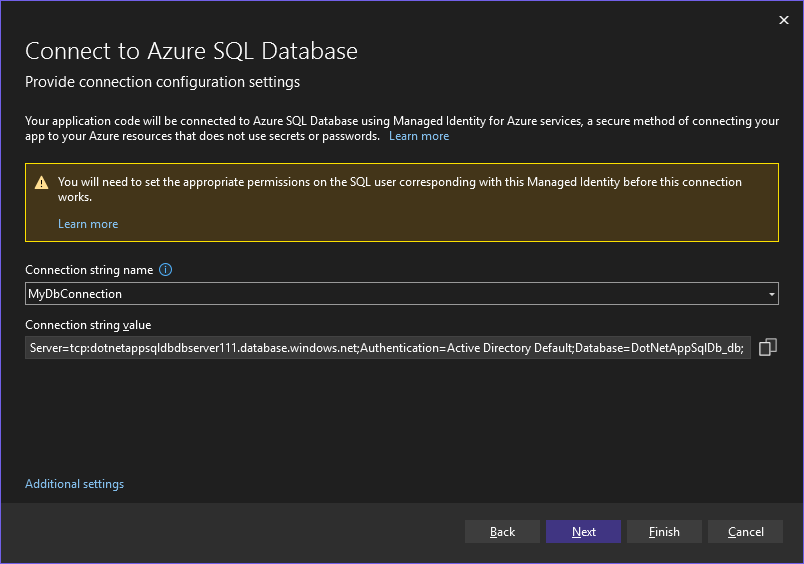 Connect to Azure SQL Database
Provide connection configuration settings
Your application code will be connected to Azure SQL Database using Managed Identity for Azure services, a secure method of connecting your
app to your Azure resources that does not use secrets or passwords. Learn more
You will need to set the appropriate permissions on the SQL user corresponding with this Managed Identity before this connection
works.
Learn more
Connection string name
MyDbConnection
Connection string value
Server=tcp:dotnetappsqldbdbserver111.database.windows.net;Authentication=Active Directory Default;Database=DotNetAppSqlDb_db;
Additional settings
Back Next Finish Cancel